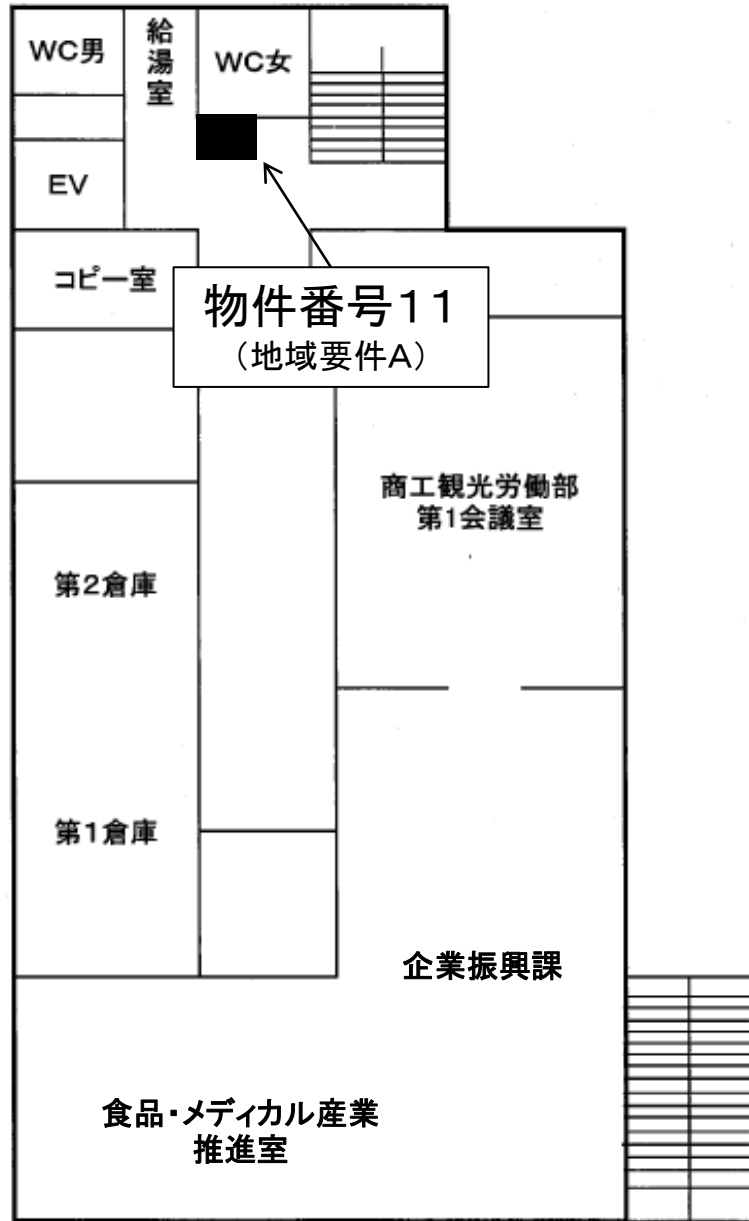 WC男
給湯室
WC女
EV
コピー室
物件番号11
(地域要件A)
商工観光労働部
第1会議室
第2倉庫
第1倉庫
企業振興課
食品・メディカル産業
推進室